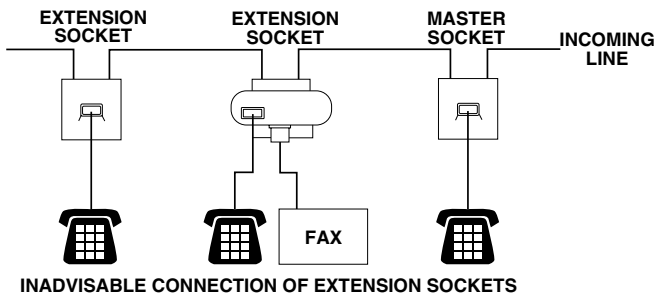 EXTENSION
SOCKET
EXTENSION
SOCKET
MASTER
SOCKET
INCOMING
LINE
FAX
INADVISABLE CONNECTION OF EXTENSION SOCKETS